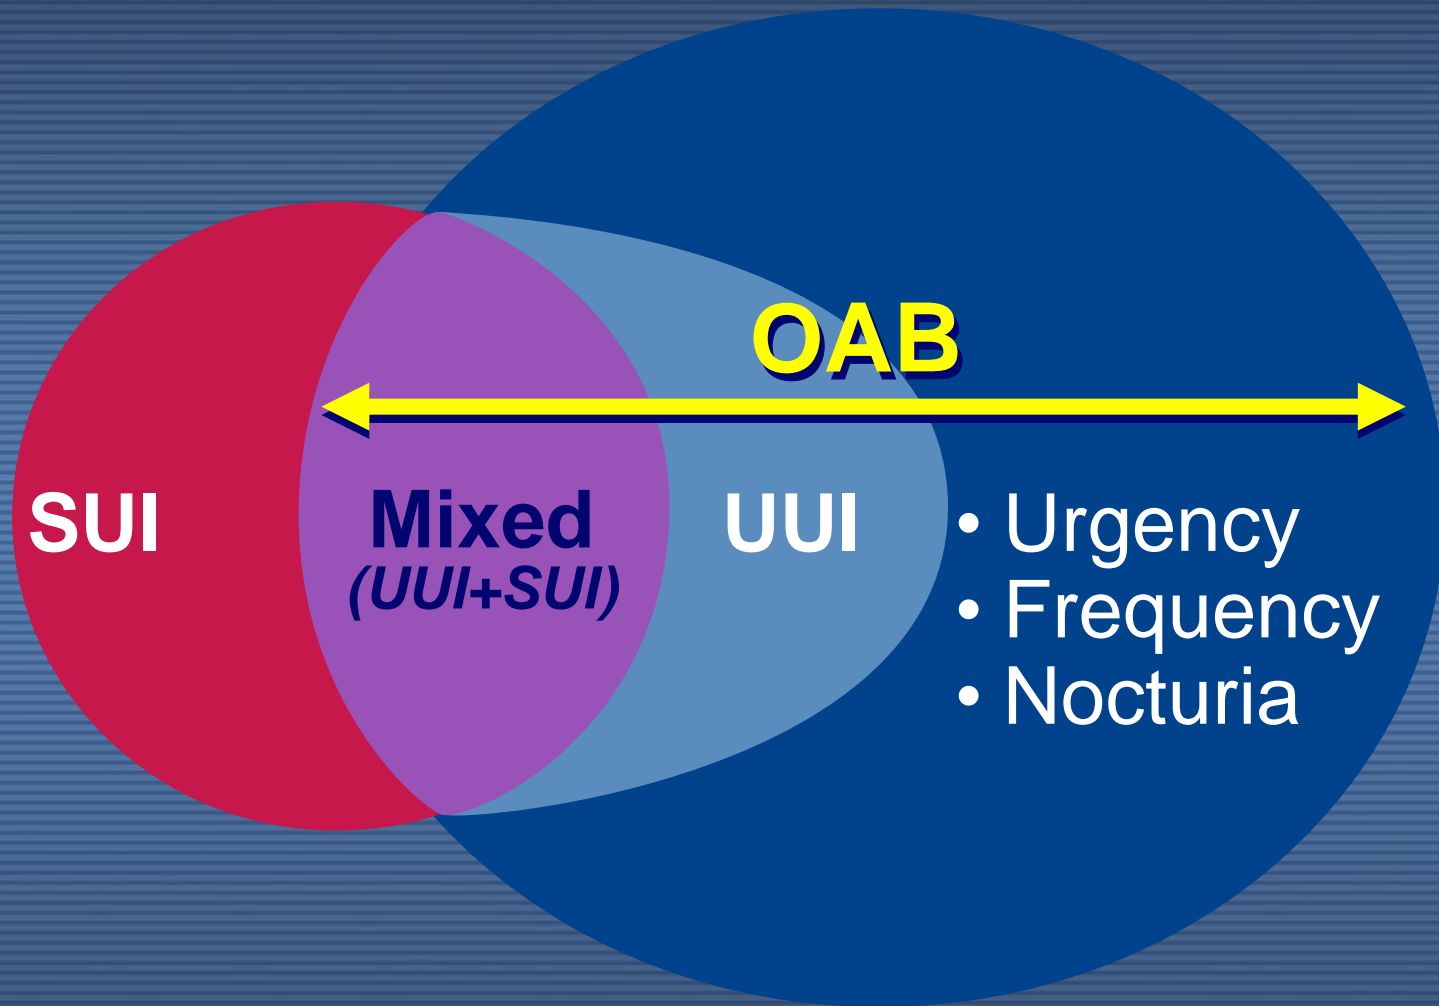 OAB
SUI
Mixed
(UUI+SUI)
UUI
• Urgency
• Frequency
• Nocturia